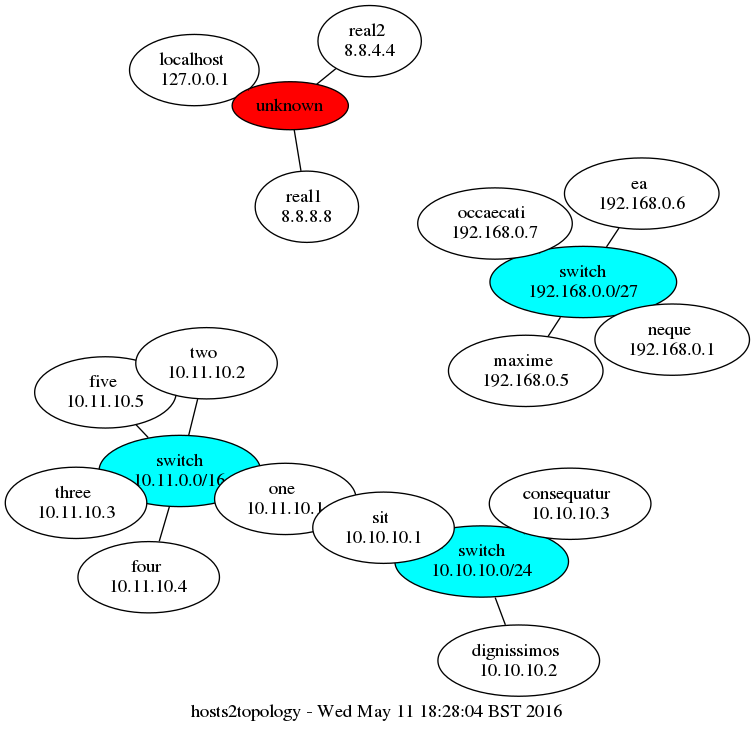 real2
8.8.4.4
localhost
127.0.0.1
unknown
real1
8.8.8.8
ea
192.168.0.6
occaecati
192.168.0.7
switch
192.168.0.0/27
neque
192.168.0.1
maxime
192.168.0.5
two
10.11.10.2
five
10.11.10.5
switch
10.11.0.0/16
three
10.11.10.3
one
10.11.10.1
four
10.11.10.4
sit
10.10.10.1
consequatur
10.10.10.3
switch
10.10.10.0/24
dignissimos
10.10.10.2
hosts2topology - Wed May 11 18:28:04 BST 2016